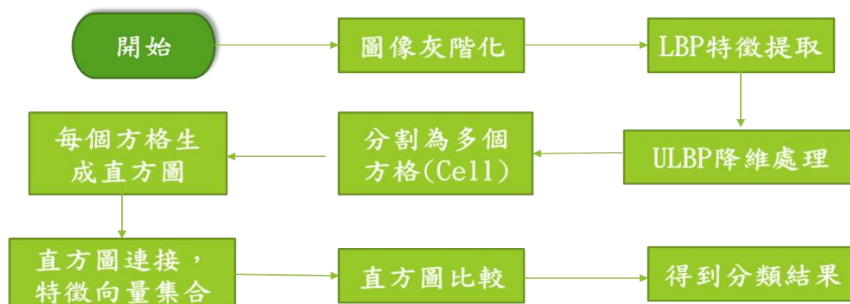 開始
圖像灰階化
LBP特徵提取
ULBP降維處理
分割為多個
方格(Cell)
每個方格生
成直方圖
直方圖連接，
特徵向量集合
直方圖比較
得到分類結果